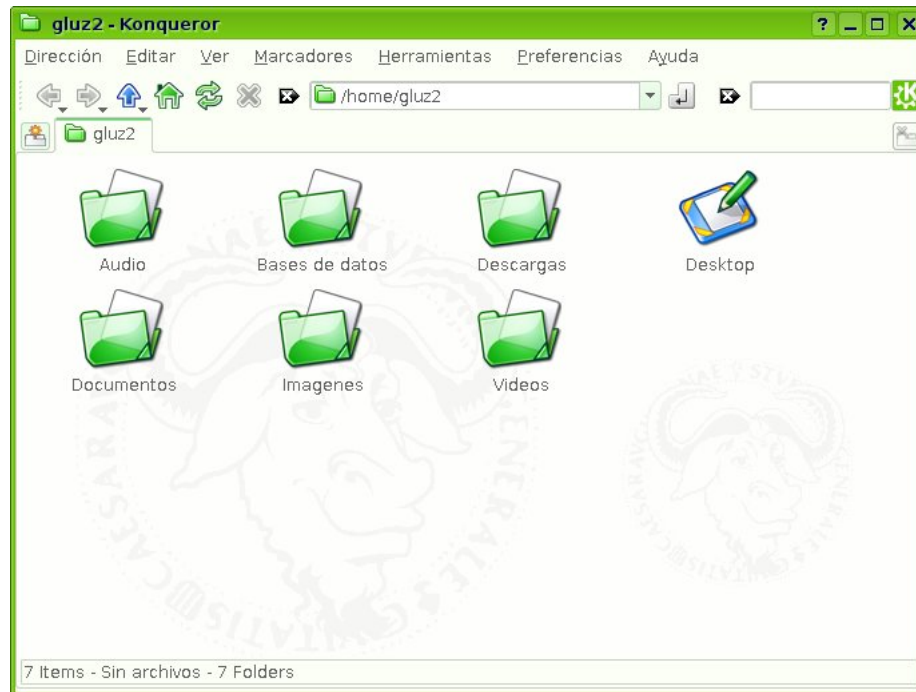 gluz2 - Konqueror
Dirección Editar Ver Marcadores Herramientas Preferencias Ayuda
/home/gluz2
gluz2
Audio Bases de datos Descargas Desktop
Documentos Imagenes Videos
7 Items - Sin archivos - 7 Folders